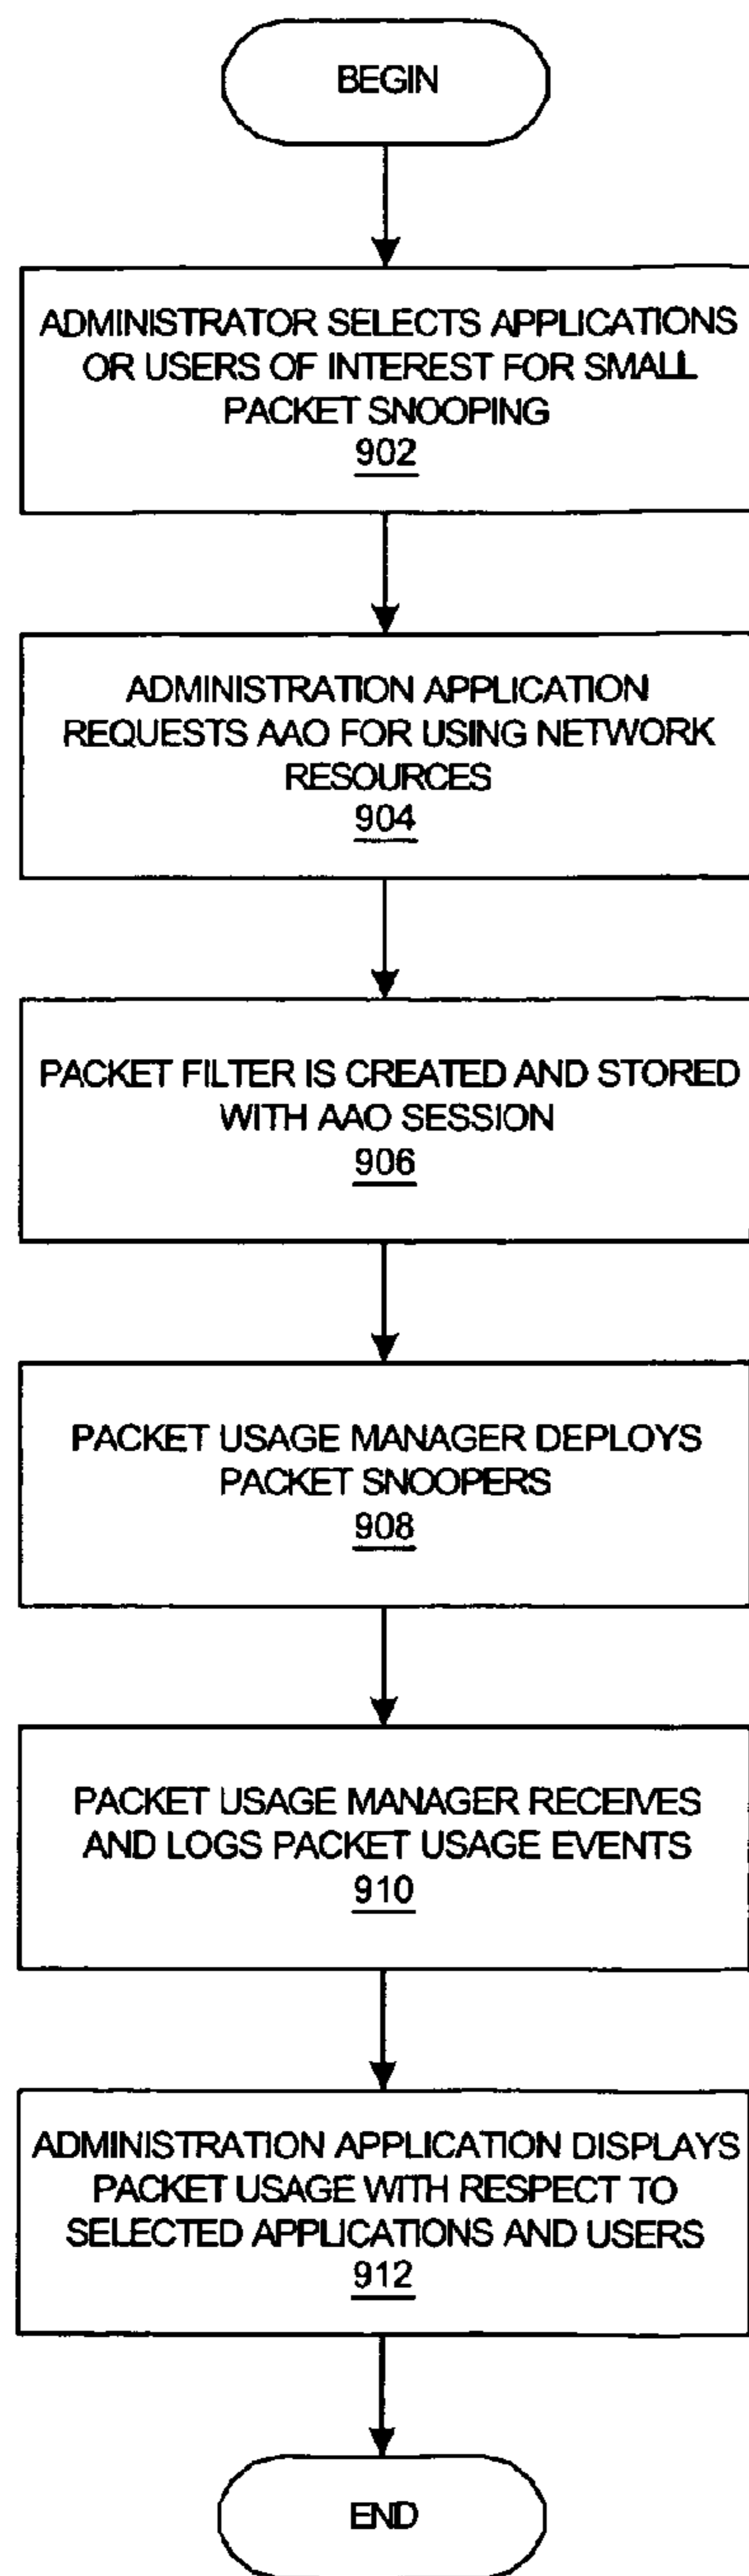 BEGIN
ADMINISTRATOR SELECTS APPLICATIONS
OR USERS OF INTEREST FOR SMALL
PACKET SNOOPING
902
ADMINISTRATION APPLICATION
REQUESTS AAO FOR USING NETWORK
RESOURCES
904
PACKET FILTER IS CREATED AND STORED
WITH AAO SESSION
906
PACKET USAGE MANAGER DEPLOYS
PACKET SNOOPERS
908
PACKET USAGE MANAGER RECEIVES
AND LOGS PACKET USAGE EVENTS
910
ADMINISTRATION APPLICATION DISPLAYS
PACKET USAGE WITH RESPECT TO
SELECTED APPLICATIONS AND USERS
912
END